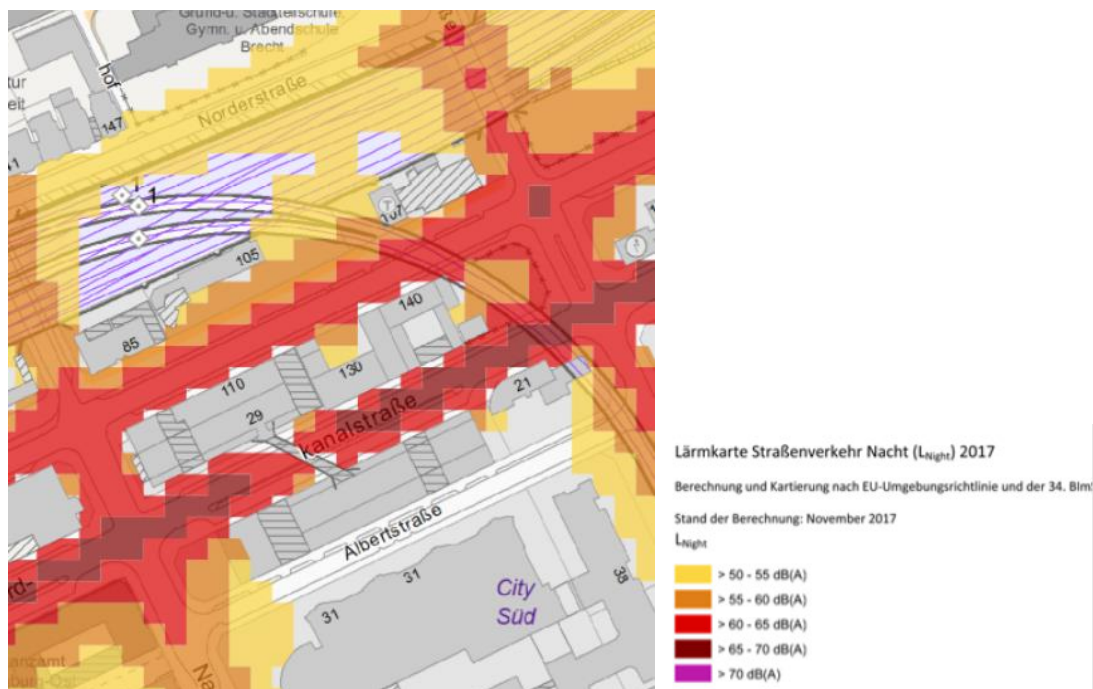 Grund-u. Stadtteilschule,
Gymn. u. Abendschule
Brecht
hof
147
Norderstraße
1
107
105
85
140
130
110
29
21
kanalstraße
Albertstraße
31
31
38
City
Süd
Lärmkarte Straßenverkehr Nacht (LNight) 2017
Berechnung und Kartierung nach EU-Umgebungsrichtlinie und der 34. BImS
Stand der Berechnung: November 2017
LNight
> 50 - 55 dB(A)
> 55 - 60 dB(A)
> 60 - 65 dB(A)
> 65 - 70 dB(A)
> 70 dB(A)